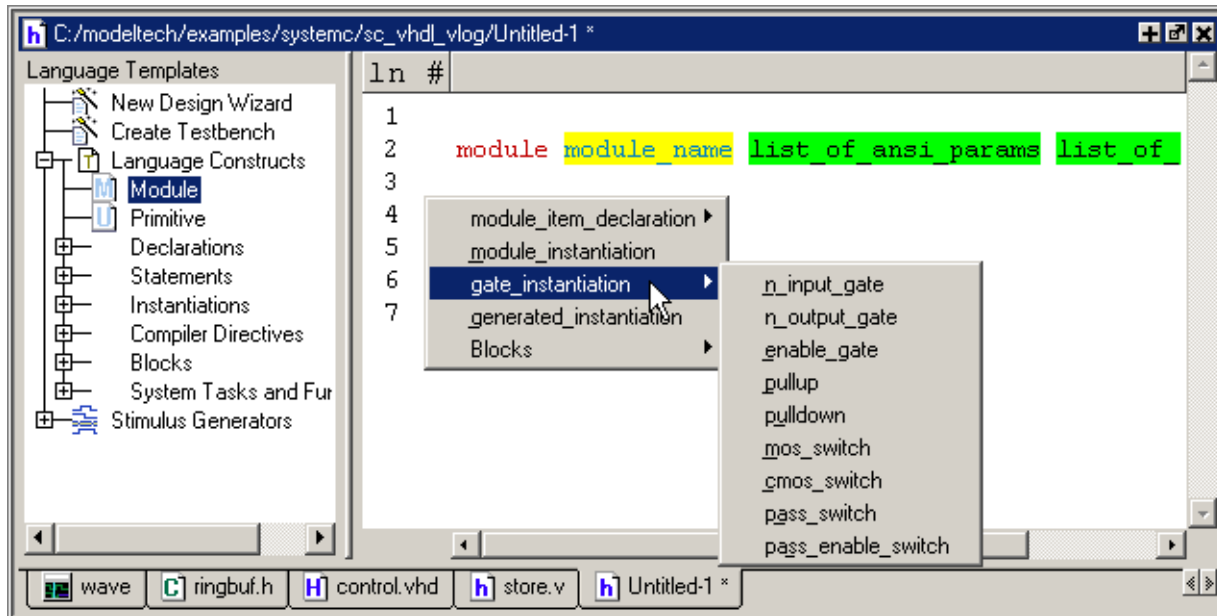 C:/modeltech/examples/systemc/sc_vhdl_vlog/Untitled-1 *
Language Templates
New Design Wizard
Create Testbench
Language Constructs
Module
Primitive
Declarations
Statements
Instantiations
Compiler Directives
Blocks
System Tasks and Fur
Stimulus Generators
ln #
1
2 module module_name list_of_ansi_params list_of_
3
4
5
6
7
module_item_declaration
module_instantiation
gate_instantiation
generated_instantiation
Blocks
n_input_gate
n_output_gate
enable_gate
pullup
pulldown
mos_switch
cmos_switch
pass_switch
pass_enable_switch
wave
ringbuf.h
control.vhd
store.v
Untitled-1 *